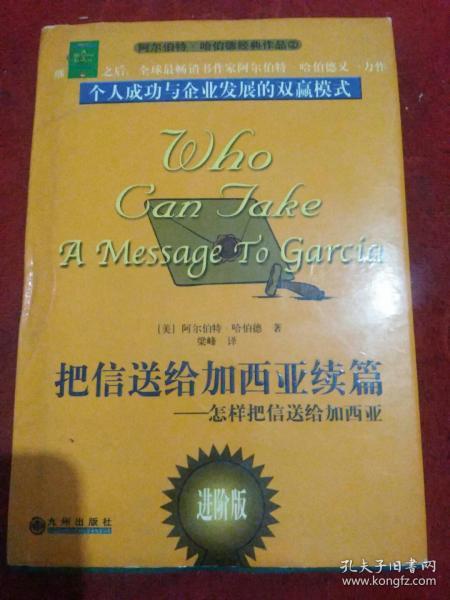 阿尔伯特·哈伯德经典作品②
之后，全球最畅销书作家阿尔伯特·哈伯德又一力作
个人成功与企业发展的双赢模式
Who
Can Take
A Message To Garcia
[美] 阿尔伯特·哈伯德 著
梁峰 译
把信送给加西亚续篇
——怎样把信送给加西亚
进阶版
九州出版社
孔夫子旧书网
www.kongfz.com